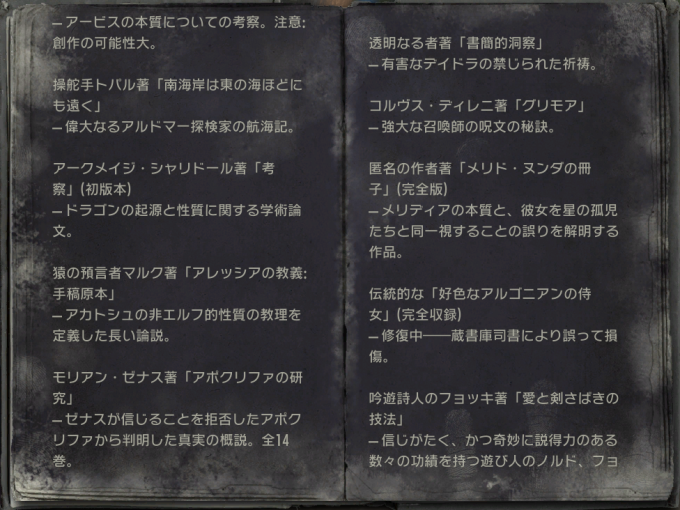 –アービスの本質についての考察。注意:
創作の可能性大。
操舵手トバル著「南海岸は東の海ほどに
も遠く」
–偉大なるアルドマー探検家の航海記。
アークメイジ・シャリドール著「考
察」(初版本)
–ドラゴンの起源と性質に関する学術論
文。
猿の預言者マルク著「アレッシアの教義:
手稿原本」
–アカトシュの非エルフ的性質の教理を
定義した長い論説。
モリアン・ゼナス著「アポクリファの研
究」
–ゼナスが信じることを拒否したアポク
リファから判明した真実の概説。全14
巻。
透明なる者著「書簡的洞察」
–有害なデイドラの禁じられた祈祷。
コルヴス・ディレニ著「グリモア」
–強大な召喚師の呪文の秘訣。
匿名の作者著「メリド・ヌンダの冊
子」(完全版)
–メリディアの本質と、彼女を星の孤児
たちと同一視することの誤りを解明する
作品。
伝統的な「好色なアルゴニアンの侍
女」(完全収録)
–修復中──蔵書庫司書により誤って損
傷。
吟遊詩人のフョッキ著「愛と剣さばきの
技法」
–信じがたく、かつ奇妙に説得力のある
数々の功績を持つ遊び人のノルド、フョ